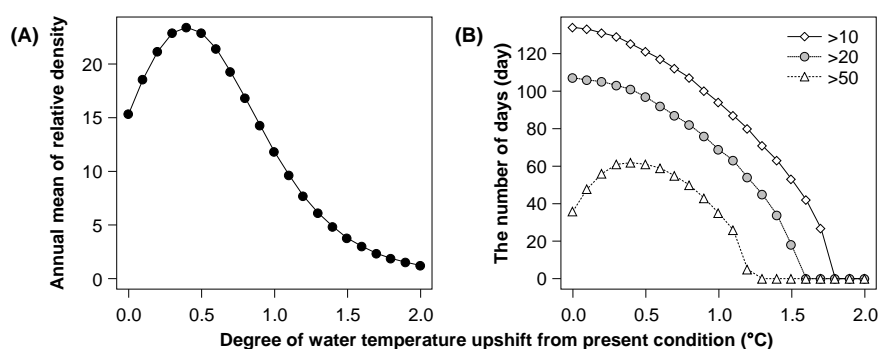 (A)
Annual mean of relative density
20
15
10
5
0
0.0 0.5 1.0 1.5 2.0
(B)
The number of days (day)
120
100
80
60
40
20
0
0.0 0.5 1.0 1.5 2.0
>10
>20
>50
Degree of water temperature upshift from present condition (°C)